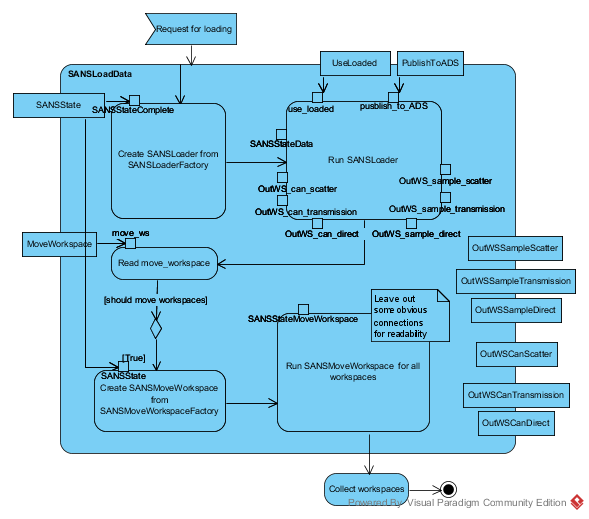 Request for loading
SANSLoadData
UseLoaded
PublishToADS
SANSState
SANSStateComplete
use_loaded
pusblish_to_ADS
Create SANSLoader from
SANSLoaderFactory
SANSStateData
Run SANSLoader
OutWS_can_scatter
OutWS_sample_scatter
OutWS_can_transmission
OutWS_sample_transmission
OutWS_can_direct
OutWS_sample_direct
MoveWorkspace
move_ws
Read move_workspace
OutWSSampleScatter
OutWSSampleTransmission
OutWSSampleDirect
OutWSCanScatter
OutWSCanTransmission
OutWSCanDirect
[should move workspaces]
Leave out
some obvious
connections
for readability
SANSStateMoveWorkspace
[True]
SANSState
Create SANSMoveWorkspace
from
SANSMoveWorkspaceFactory
Run SANSMoveWorkspace for all
workspaces
Collect workspaces
Powered By Visual Paradigm Community Edition